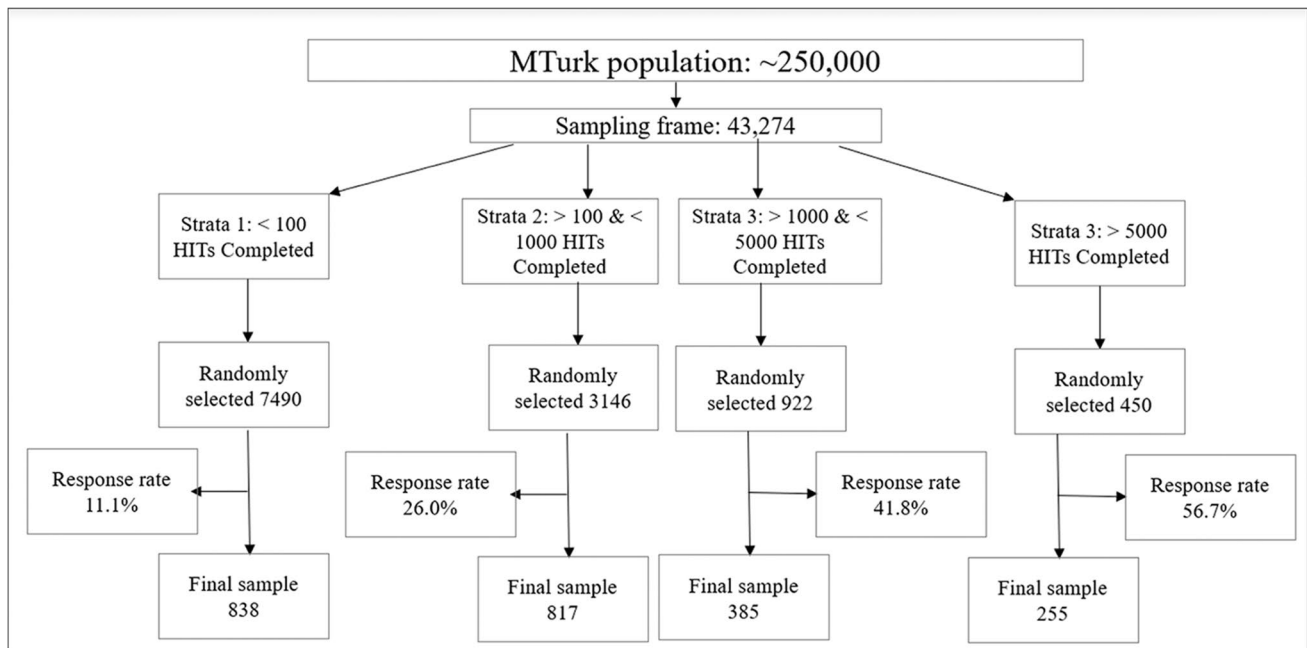 MTurk population: ~250,000
Sampling frame: 43,274
Strata 1: < 100
HITs Completed
Strata 2: > 100 & <
1000 HITs
Completed
Strata 3: > 1000 & <
5000 HITs
Completed
Strata 3: > 5000
HITs Completed
Randomly
selected 7490
Randomly
selected 3146
Randomly
selected 922
Randomly
selected 450
Response rate
11.1%
Response rate
26.0%
Response rate
41.8%
Response rate
56.7%
Final sample
838
Final sample
817
Final sample
385
Final sample
255